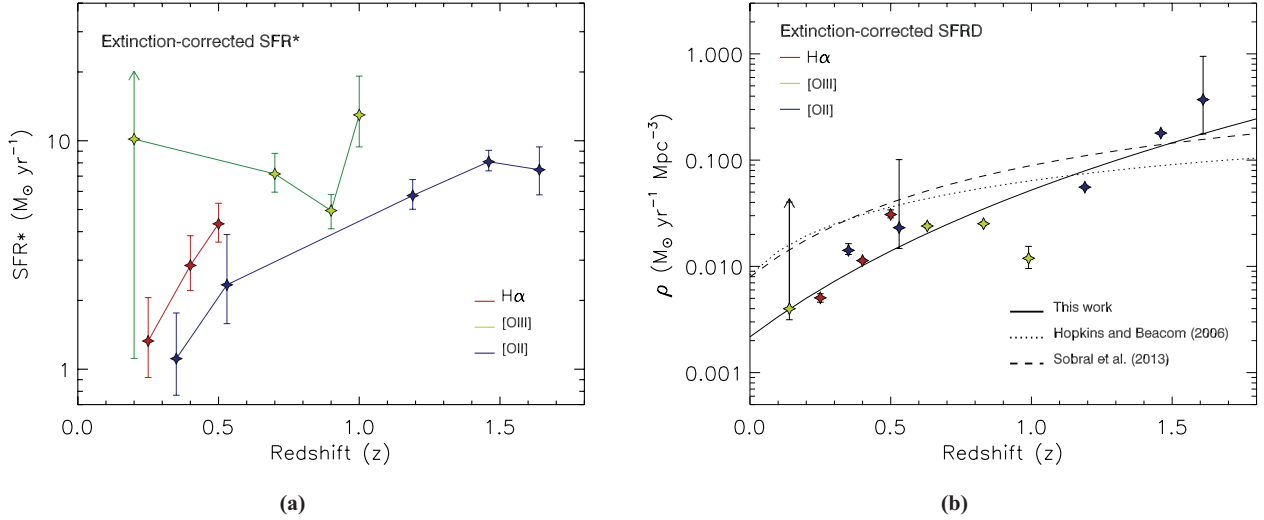 Extinction-corrected SFR*
SFR* (M⊙ yr⁻¹)
10
1
Hα
[OIII]
[OII]
0.0 0.5 1.0 1.5
Redshift (z)
(a)
Extinction-corrected SFRD
Hα
[OIII]
[OII]
ρ (M⊙ yr⁻¹ Mpc⁻³)
1.000
0.100
0.010
0.001
This work
Hopkins and Beacom (2006)
Sobral et al. (2013)
0.0 0.5 1.0 1.5
Redshift (z)
(b)